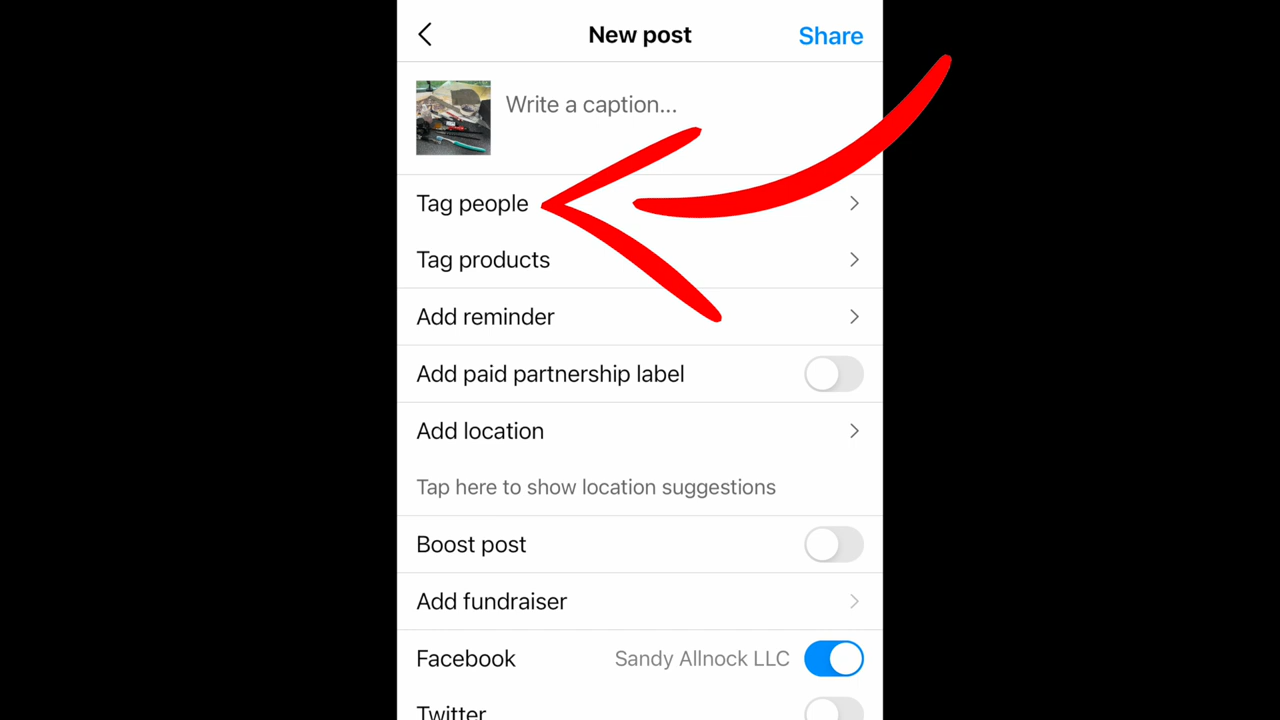 New post
Share
Write a caption...
Tag people
Tag products
Add reminder
Add paid partnership label
Add location
Tap here to show location suggestions
Boost post
Add fundraiser
Facebook Sandy Allnock LLC
Twitter